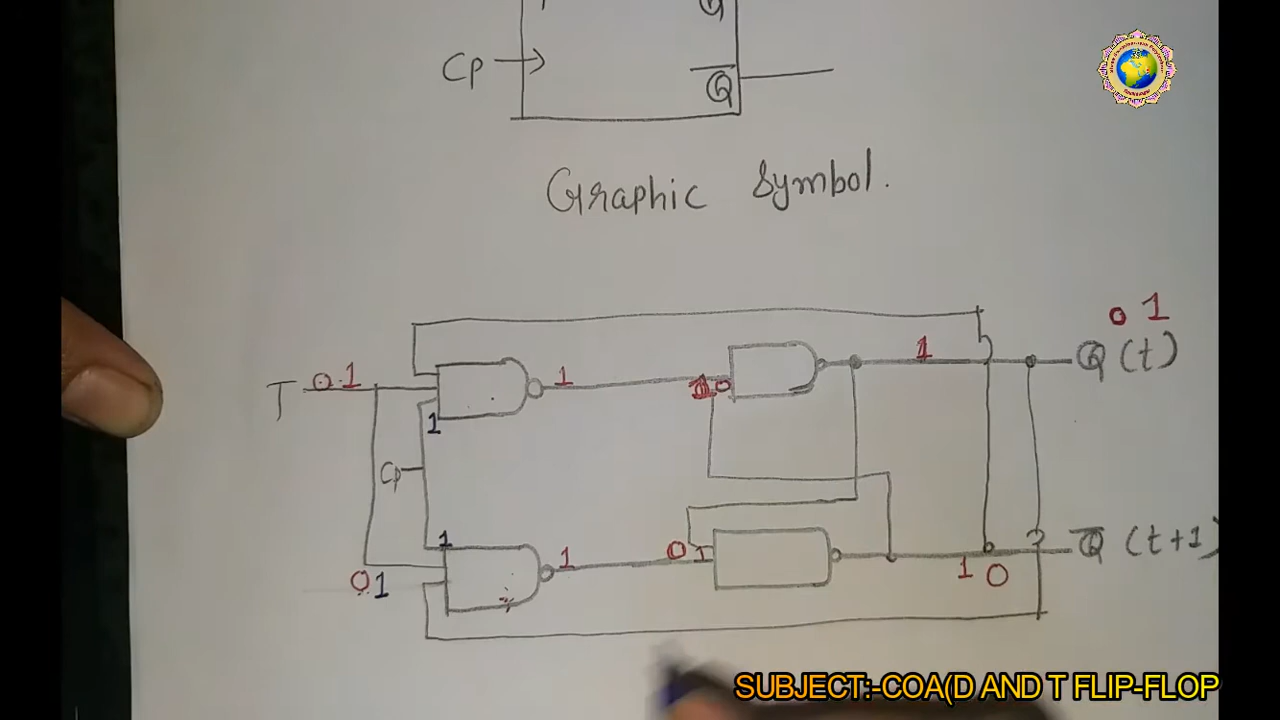 Q
Cp
Q̅
Graphic Symbol.
0 1
T 0 1 1 1 0 1 Q (t)
1
Cp
1
0 1 1 0 1 1 0 Q̅ (t+1)
SUBJECT:-COA(D AND T FLIP-FLOP